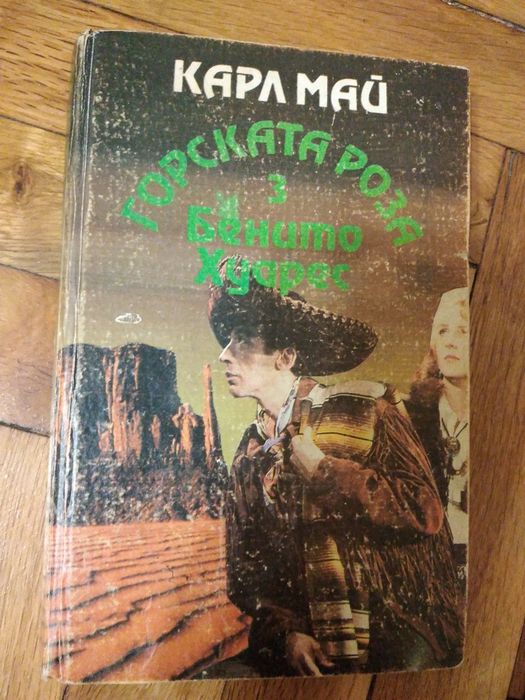 КАРЛ МАЙ
ГОРСКАТА РОЗА
3
Бенито
Хуарес